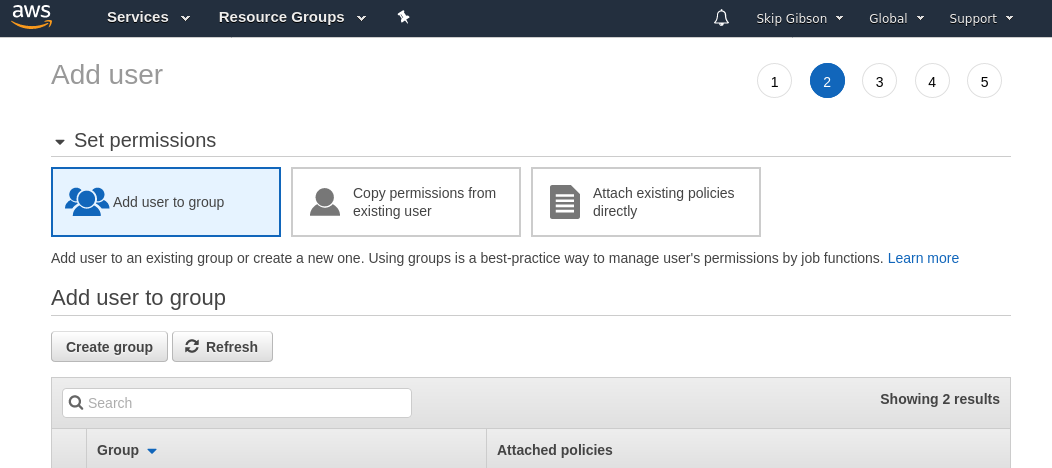 aws Services Resource Groups Skip Gibson Global Support
Add user 1 2 3 4 5
Set permissions
Add user to group
Copy permissions from
existing user
Attach existing policies
directly
Add user to an existing group or create a new one. Using groups is a best-practice way to manage user's permissions by job functions. Learn more
Add user to group
Create group Refresh
Search Showing 2 results
Group Attached policies